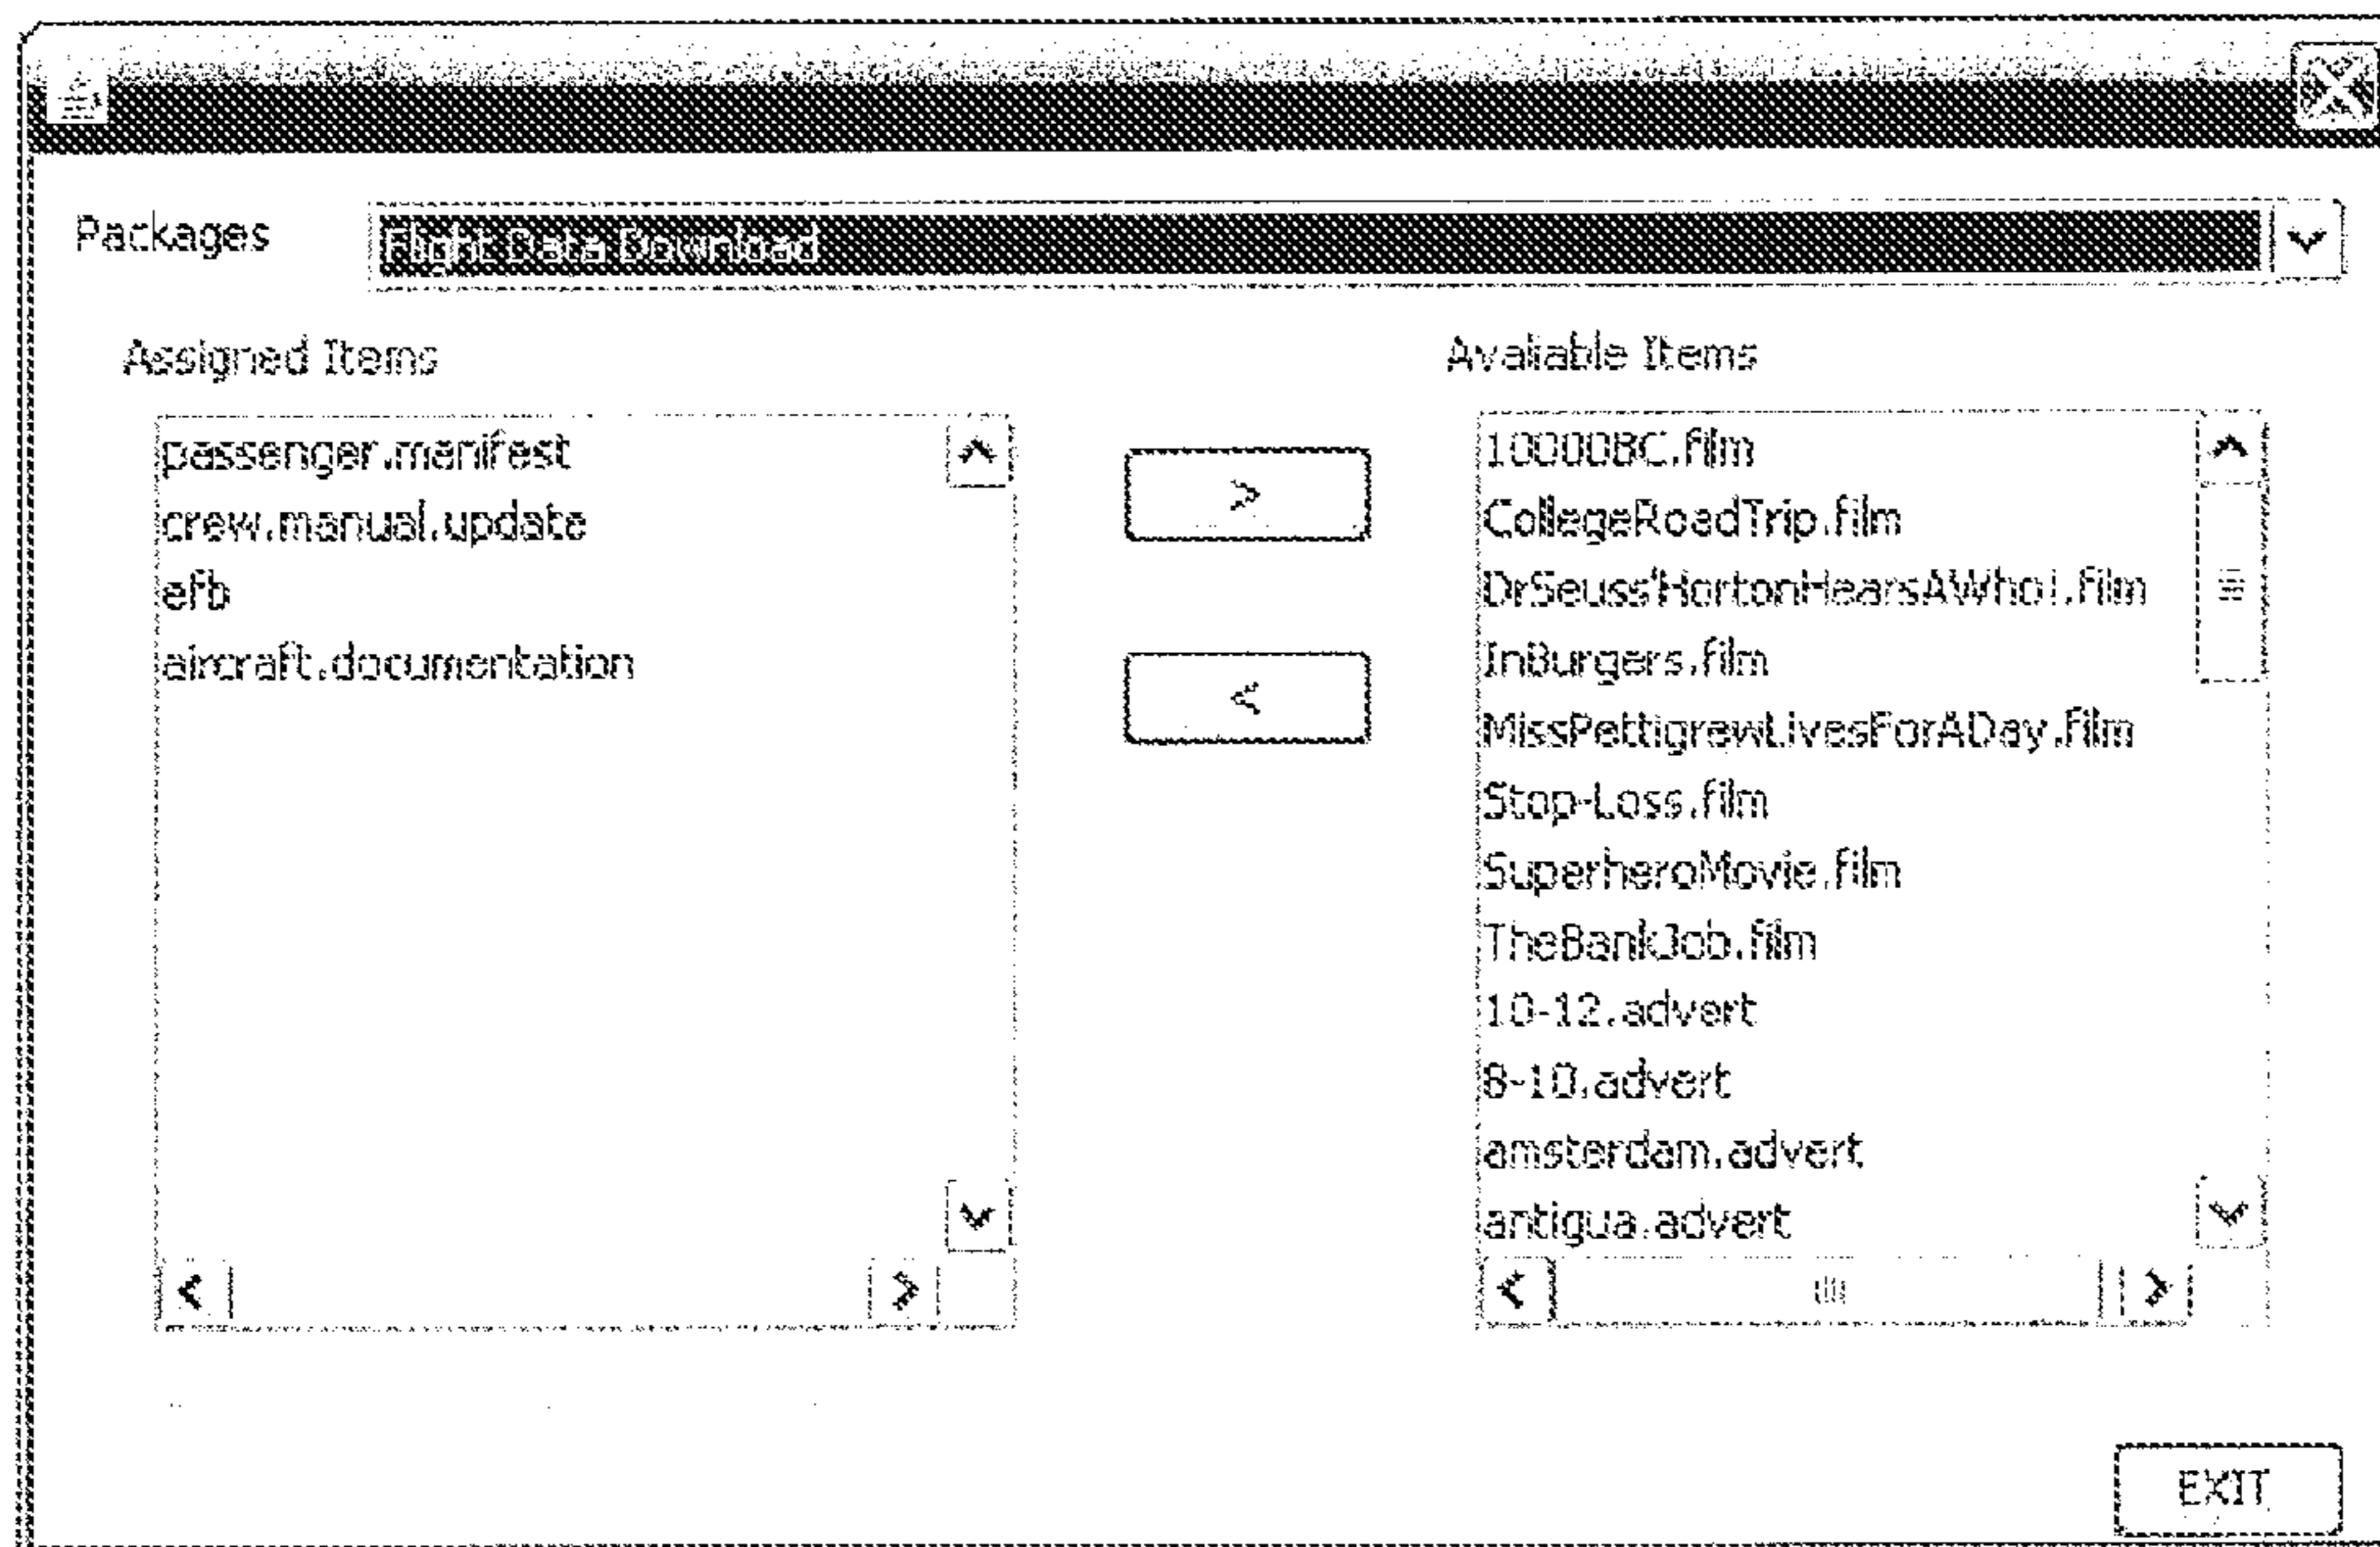 Packages
Flight Data Download
Assigned Items
Available Items
passenger.manifest
crew.manual.update
efb
aircraft.documentation
>
<
100008C.film
CollegeRoadTrip.film
DrSeuss'HortonHearsAWho!.film
InBurgers.film
MissPettigrewLivesForADay.film
Stop-Loss.film
SuperheroMovie.film
TheBankJob.film
10-12.advert
8-10.advert
amsterdam.advert
antigua.advert
EXIT